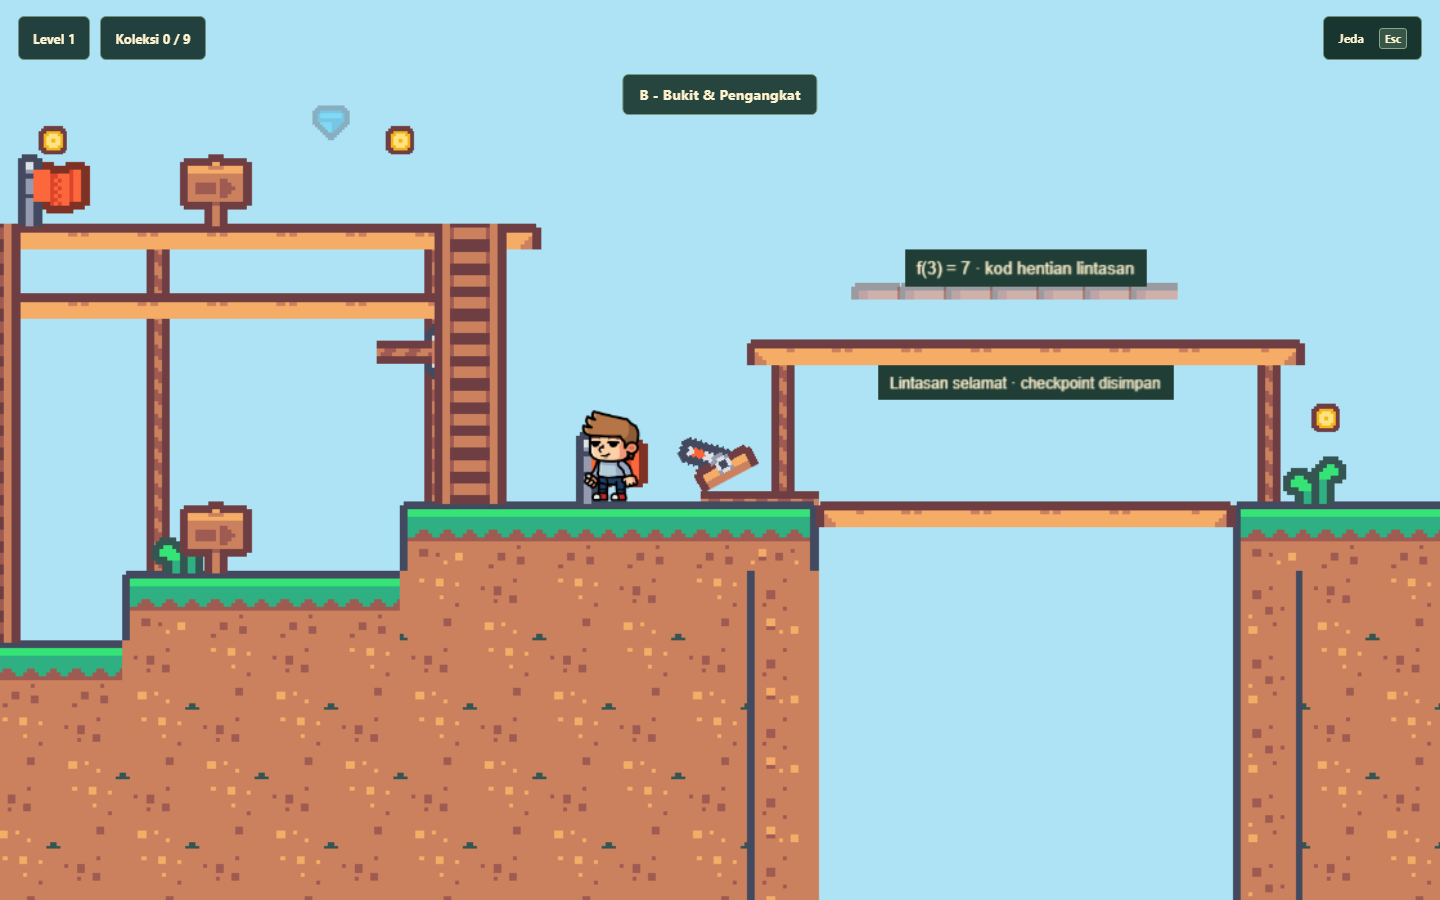 Level 1
Koleksi 0 / 9
Jeda Esc
B - Bukit & Pengangkat
f(3) = 7 · kod hentian lintasan
Lintasan selamat · checkpoint disimpan